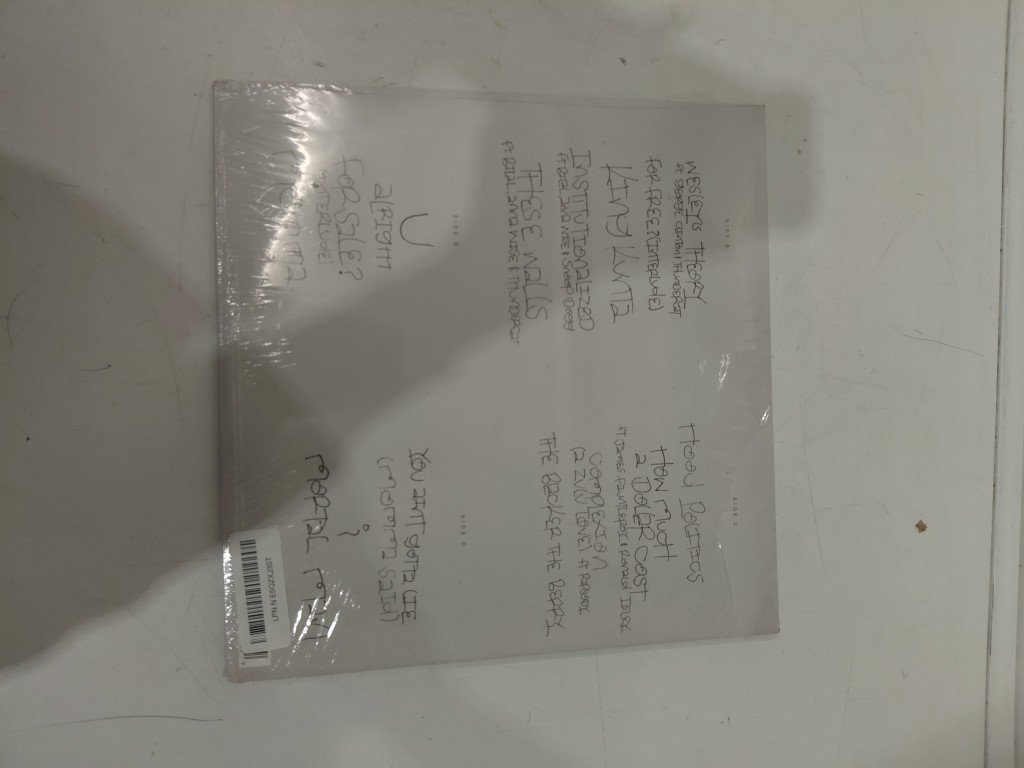 SIDE A
WESLEY'S THEORY
FT GEORGE CLINTON & THUNDERCAT
FOR FREE? (INTERLUDE)
KING KUNTA
INSTITUTIONALIZED
FT BILAL, ANNA WISE & SNOOP DOGG
THESE WALLS
FT BILAL, ANNA WISE & THUNDERCAT
SIDE B
U
ALRIGHT
FOR SALE?
(INTERLUDE)
SIDE C
Hood Politics
HOW MUCH
A DOLLAR COST
FT JAMES FAUNTLEROY & RONALD ISLEY
COMPLEXION
(A ZULU LOVE) FT RAPSODY
THE BLACKER THE BERRY
SIDE D
YOU AINT GOTTA LIE
(MOMMA SAID)
i
MORTAL MAN